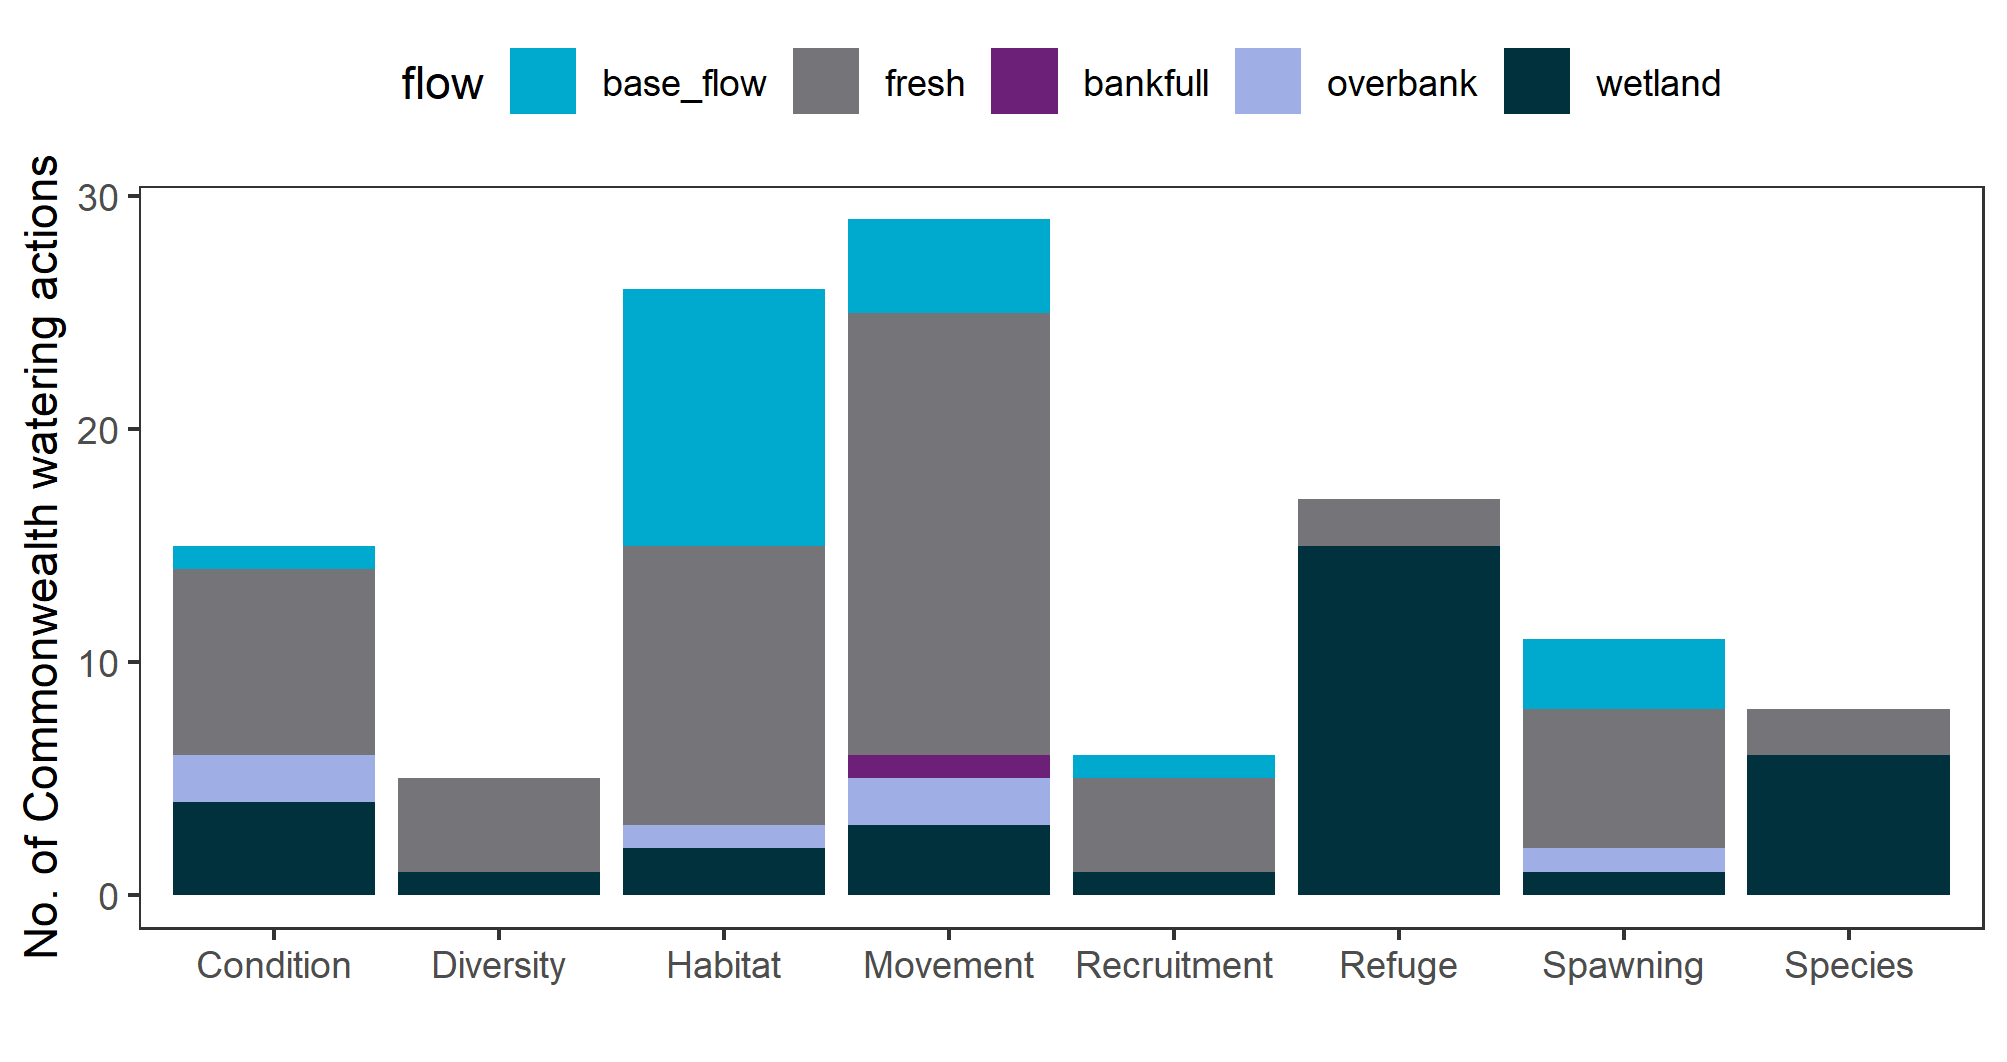 flow base_flow fresh bankfull overbank wetland
No. of Commonwealth watering actions
30
20
10
0
Condition Diversity Habitat Movement Recruitment Refuge Spawning Species